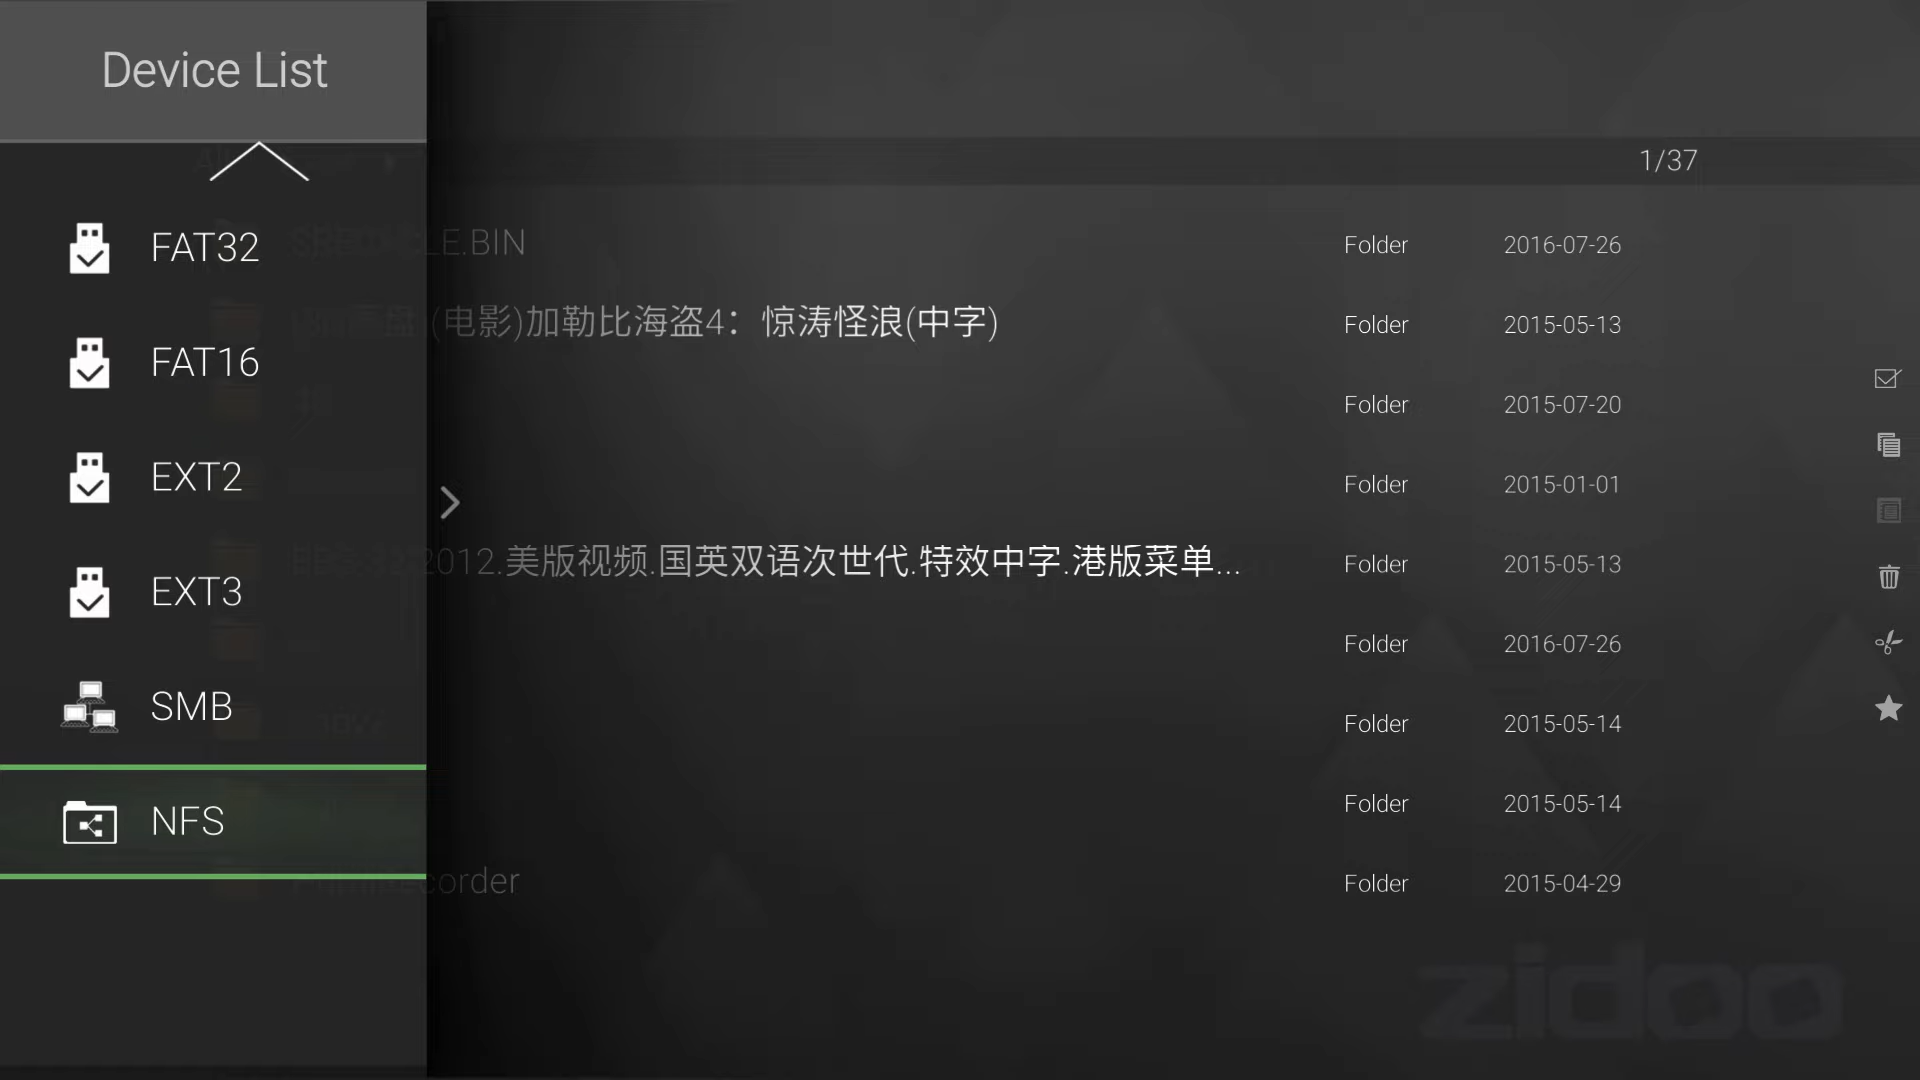 Device List
1/37
FAT32
FAT16
EXT2
EXT3
SMB
NFS
$RECYCLE.BIN Folder 2016-07-26
(电影)加勒比海盗4：惊涛怪浪(中字) Folder 2015-05-13
Folder 2015-07-20
Folder 2015-01-01
2012.美版视频.国英双语次世代.特效中字.港版菜单... Folder 2015-05-13
Folder 2016-07-26
Folder 2015-05-14
Folder 2015-05-14
Folder 2015-04-29
zidoo